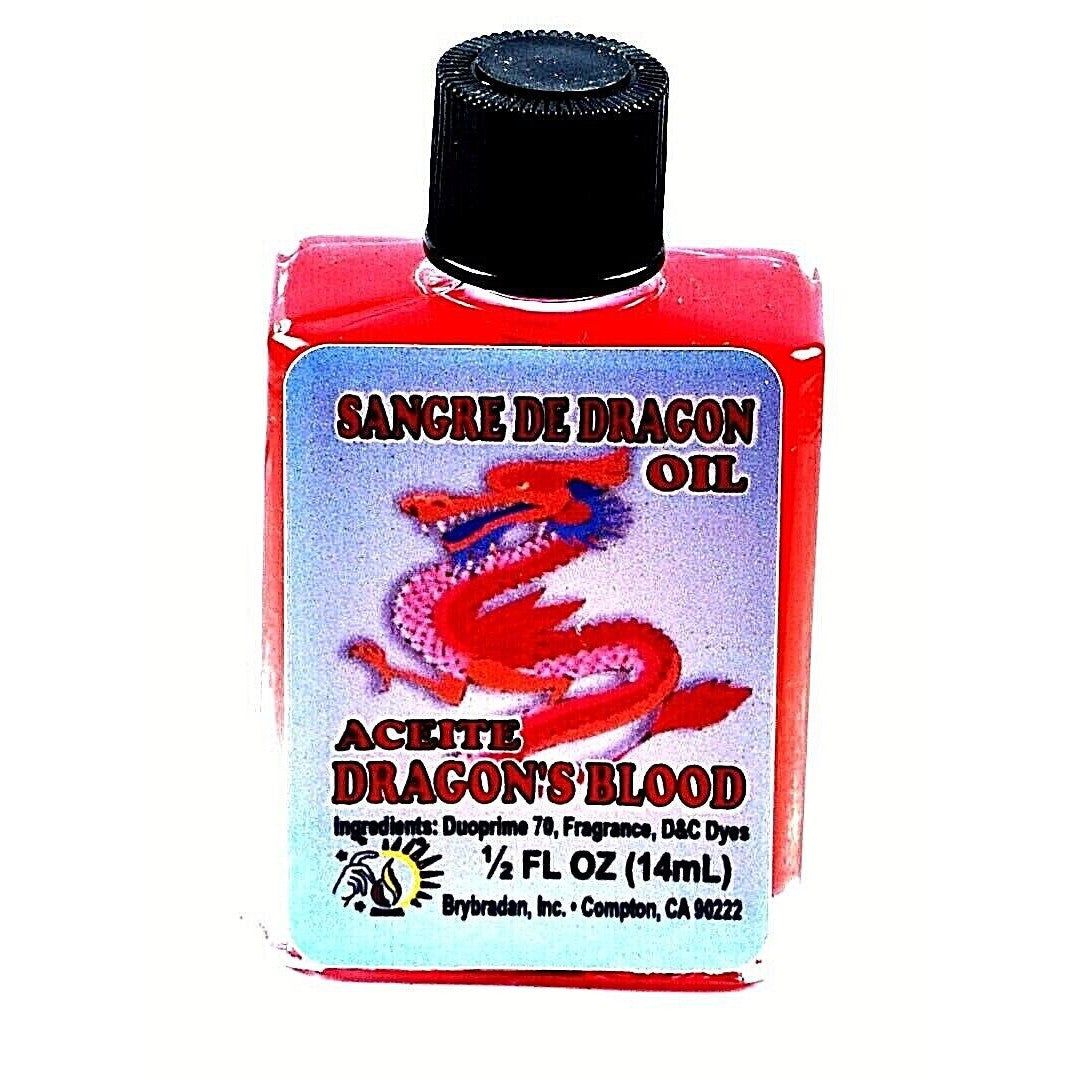 SANGRE DE DRAGON
OIL
ACEITE
DRAGON'S BLOOD
Ingredients: Duoprime 70, Fragrance, D&C Dyes
½ FL OZ (14mL)
Brybradan, Inc. • Compton, CA 90222